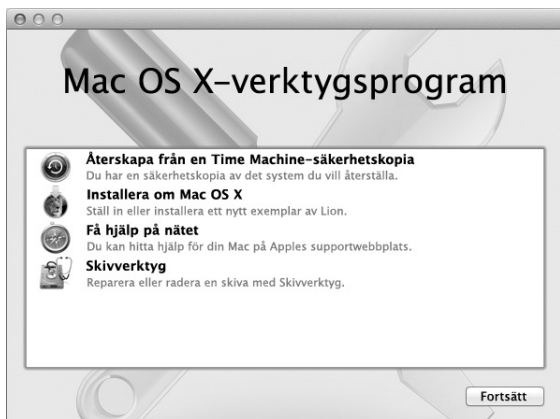 Mac OS X-verktygsprogram
Återskapa från en Time Machine-säkerhetskopia
Du har en säkerhetskopia av det system du vill återställa.
Installera om Mac OS X
Ställ in eller installera ett nytt exemplar av Lion.
Få hjälp på nätet
Du kan hitta hjälp för din Mac på Apples supportwebbplats.
Skivverktyg
Reparera eller radera en skiva med Skivverktyg.
Fortsätt